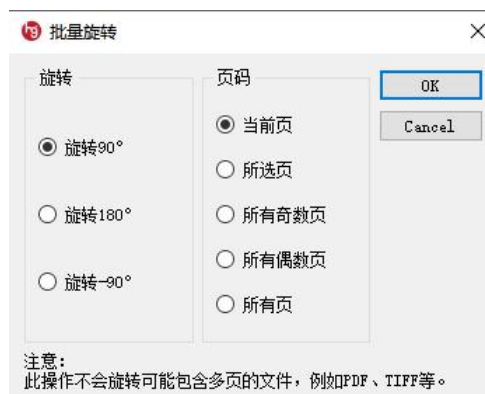 hg 批量旋转
旋转
旋转90°
旋转180°
旋转-90°
页码
当前页
所选页
所有奇数页
所有偶数页
所有页
OK
Cancel
注意:
此操作不会旋转可能包含多页的文件，例如PDF、TIFF等。